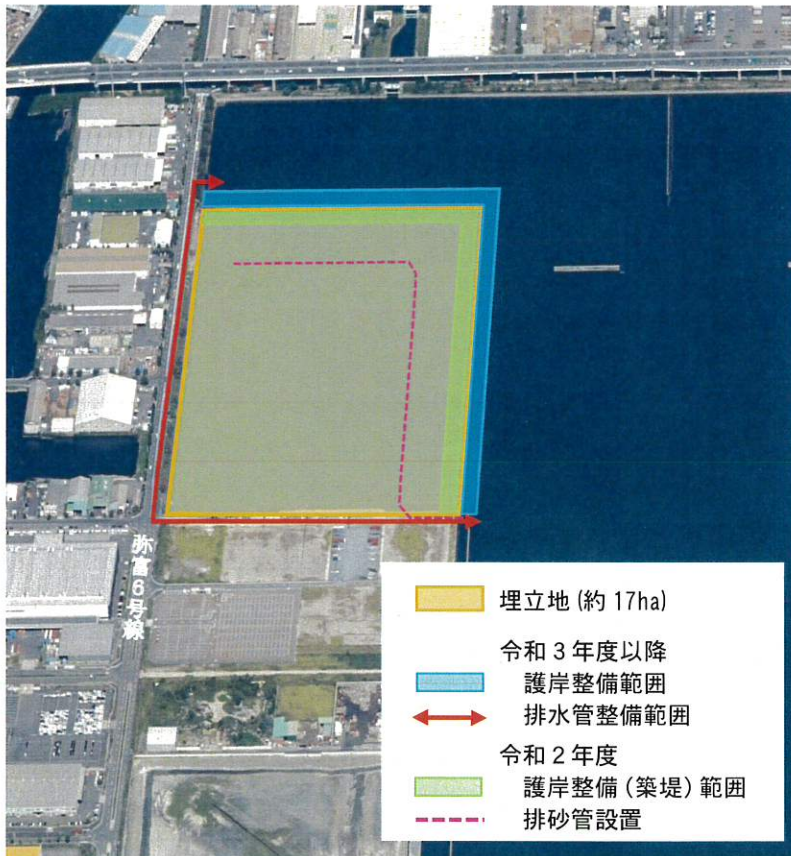 弥富6号線
埋立地(約17ha)
令和3年度以降
護岸整備範囲
排水管整備範囲
令和2年度
護岸整備(築堤)範囲
排砂管設置